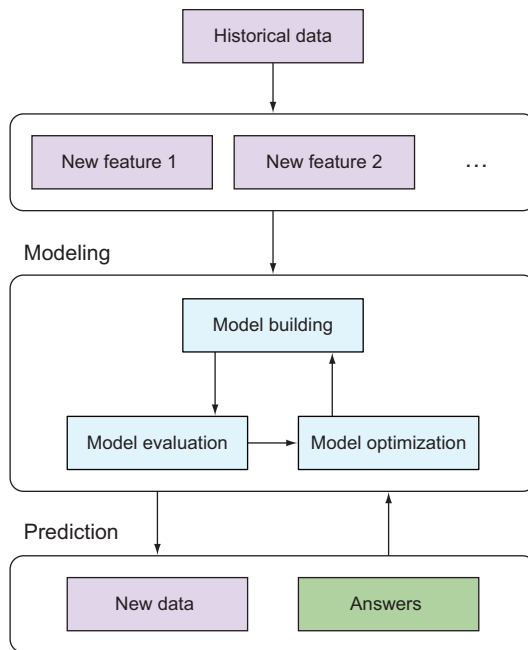 Historical data
New feature 1
New feature 2
...
Modeling
Model building
Model evaluation
Model optimization
Prediction
New data
Answers